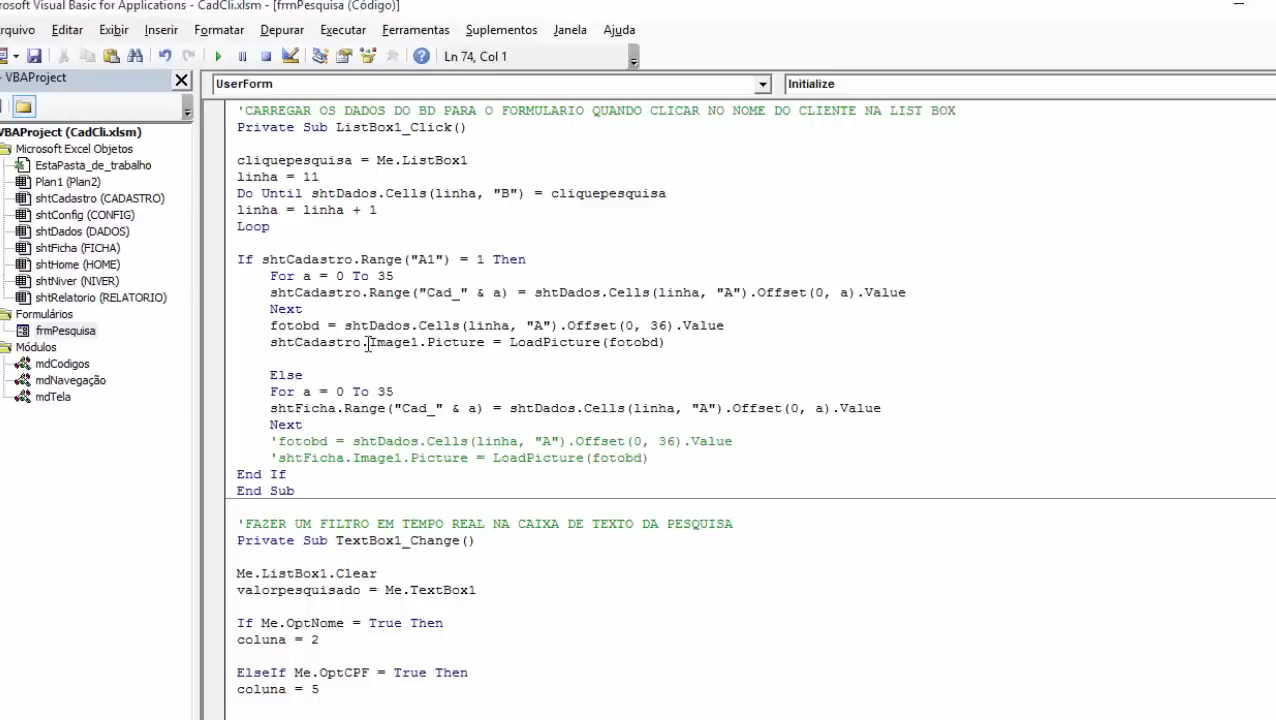 rosoft Visual Basic for Applications - CadCli.xlsm - [frmPesquisa (Código)]
rquivo Editar Exibir Inserir Formatar Depurar Executar Ferramentas Suplementos Janela Ajuda
Ln 74, Col 1
- VBAProject
UserForm
Initialize
VBAProject (CadCli.xlsm)
Microsoft Excel Objetos
EstaPasta_de_trabalho
Plan1 (Plan2)
shtCadastro (CADASTRO)
shtConfig (CONFIG)
shtDados (DADOS)
shtFicha (FICHA)
shtHome (HOME)
shtNiver (NIVER)
shtRelatorio (RELATORIO)
Formulários
frmPesquisa
Módulos
mdCodigos
mdNavegação
mdTela
'CARREGAR OS DADOS DO BD PARA O FORMULARIO QUANDO CLICAR NO NOME DO CLIENTE NA LIST BOX
Private Sub ListBox1_Click()
cliquepesquisa = Me.ListBox1
linha = 11
Do Until shtDados.Cells(linha, "B") = cliquepesquisa
linha = linha + 1
Loop
If shtCadastro.Range("A1") = 1 Then
For a = 0 To 35
shtCadastro.Range("Cad_" & a) = shtDados.Cells(linha, "A").Offset(0, a).Value
Next
fotobd = shtDados.Cells(linha, "A").Offset(0, 36).Value
shtCadastro.Image1.Picture = LoadPicture(fotobd)
Else
For a = 0 To 35
shtFicha.Range("Cad_" & a) = shtDados.Cells(linha, "A").Offset(0, a).Value
Next
'fotobd = shtDados.Cells(linha, "A").Offset(0, 36).Value
'shtFicha.Image1.Picture = LoadPicture(fotobd)
End If
End Sub
'FAZER UM FILTRO EM TEMPO REAL NA CAIXA DE TEXTO DA PESQUISA
Private Sub TextBox1_Change()
Me.ListBox1.Clear
valorpesquisado = Me.TextBox1
If Me.OptNome = True Then
coluna = 2
ElseIf Me.OptCPF = True Then
coluna = 5